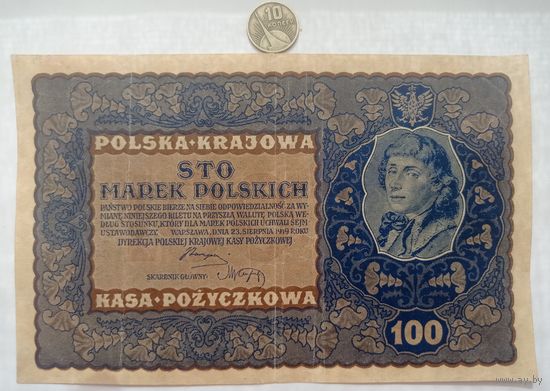 10
КОПЕЕК
POLSKA·KRAJOWA
STO
MAREK POLSKICH
PAŃSTWO POLSKIE BIERZE NA SIEBIE ODPOWIEDZIALNOŚĆ ZA WY-
MIANĘ NINIEJSZEGO BILETU NA PRZYSZŁĄ WALUTĘ POLSKĄ WE-
DŁUG STOSUNKU, KTÓRY DLA MAREK POLSKICH UCHWALI SEJM
USTAWODAWCZY. WARSZAWA, DNIA 23. SIERPNIA 1919 ROKU
DYREKCJA POLSKIEJ KRAJOWEJ KASY POŻYCZKOWEJ
SKARBNIK GŁÓWNY:
KASA·POŻYCZKOWA
100